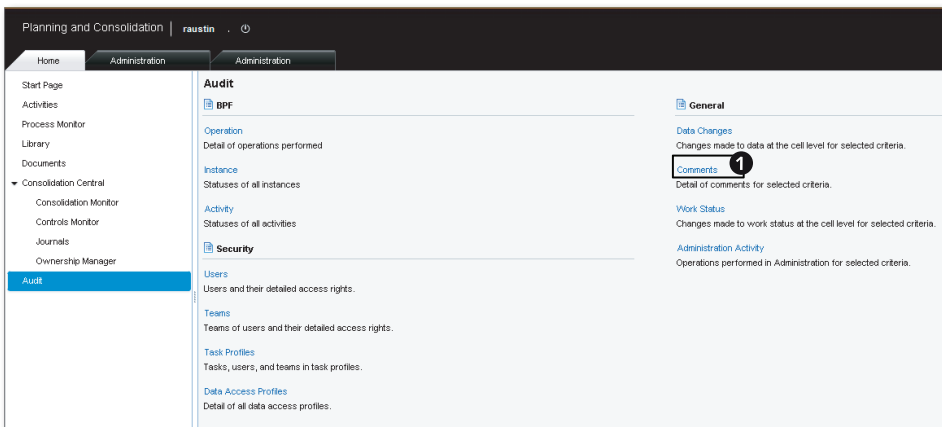 Planning and Consolidation | raustin .
Home Administration Administration
Start Page
Activities
Process Monitor
Library
Documents
Consolidation Central
Consolidation Monitor
Controls Monitor
Journals
Ownership Manager
Audit
Audit
BPF
Operation
Detail of operations performed
Instance
Statuses of all instances
Activity
Statuses of all activities
Security
Users
Users and their detailed access rights.
Teams
Teams of users and their detailed access rights.
Task Profiles
Tasks, users, and teams in task profiles.
Data Access Profiles
Detail of all data access profiles.
General
Data Changes
Changes made to data at the cell level for selected criteria.
Comments 1
Detail of comments for selected criteria.
Work Status
Changes made to work status at the cell level for selected criteria.
Administration Activity
Operations performed in Administration for selected criteria.